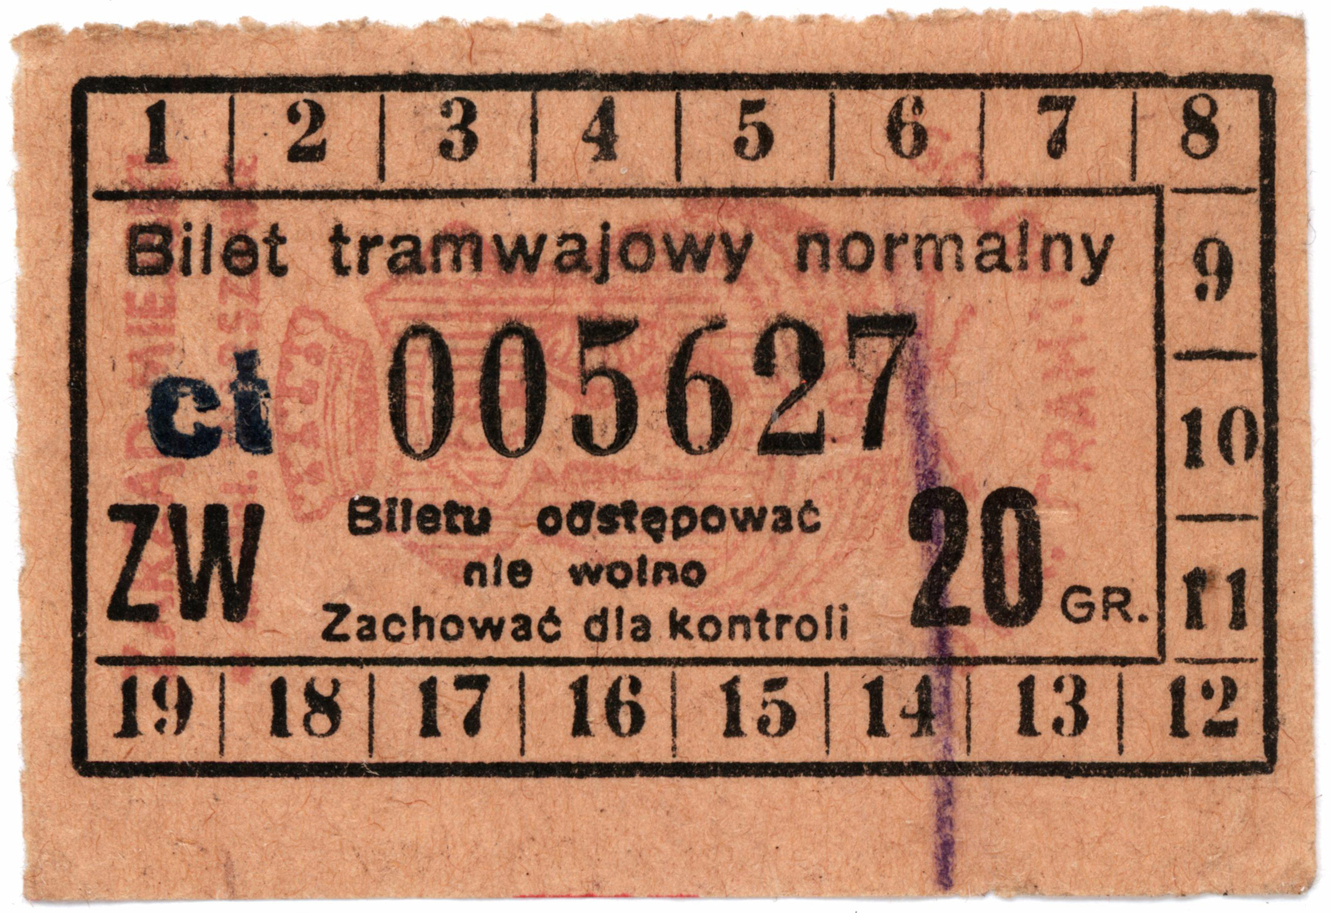 1 2 3 4 5 6 7 8
Bilet tramwajowy normalny
9
ci 005627
10
ZW
Biletu odstępować
nie wolno
Zachować dla kontroli
20 GR.
11
19 18 17 16 15 14 13 12